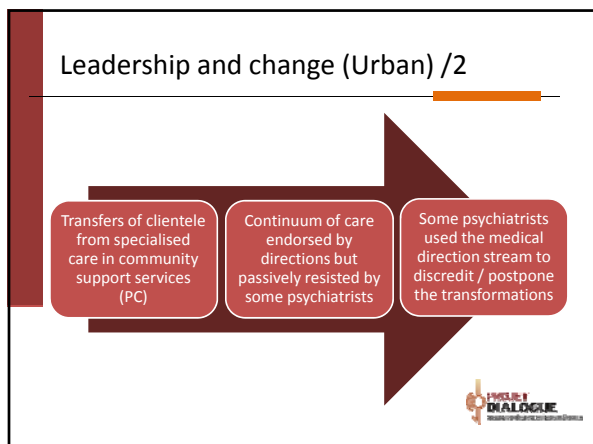 Leadership and change (Urban) /2
Transfers of clientele
from specialised
care in community
support services
(PC)
Continuum of care
endorsed by
directions but
passively resisted by
some psychiatrists
Some psychiatrists
used the medical
direction stream to
discredit / postpone
the transformations
PROJET
DIALOGUE